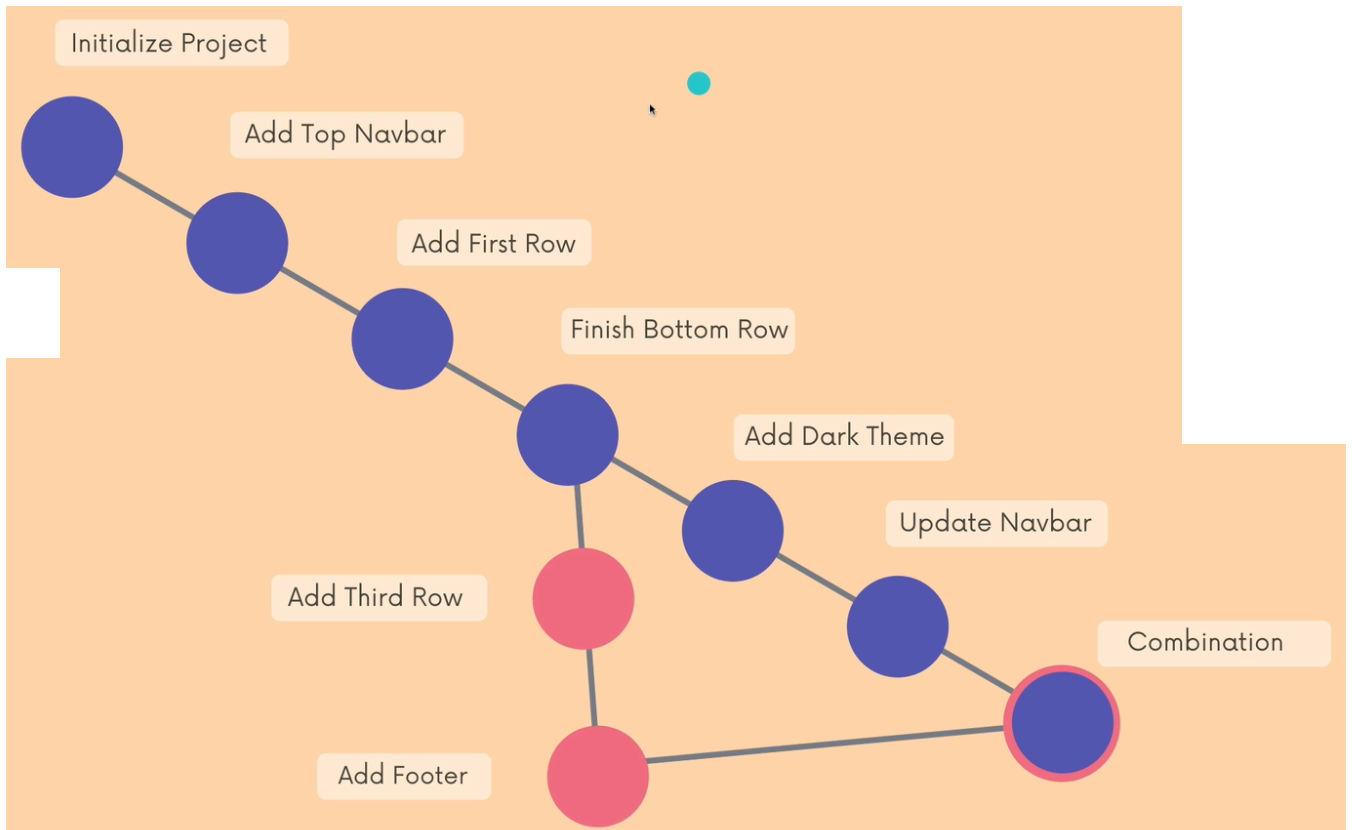 Initialize Project
Add Top Navbar
Add First Row
Finish Bottom Row
Add Dark Theme
Update Navbar
Add Third Row
Combination
Add Footer